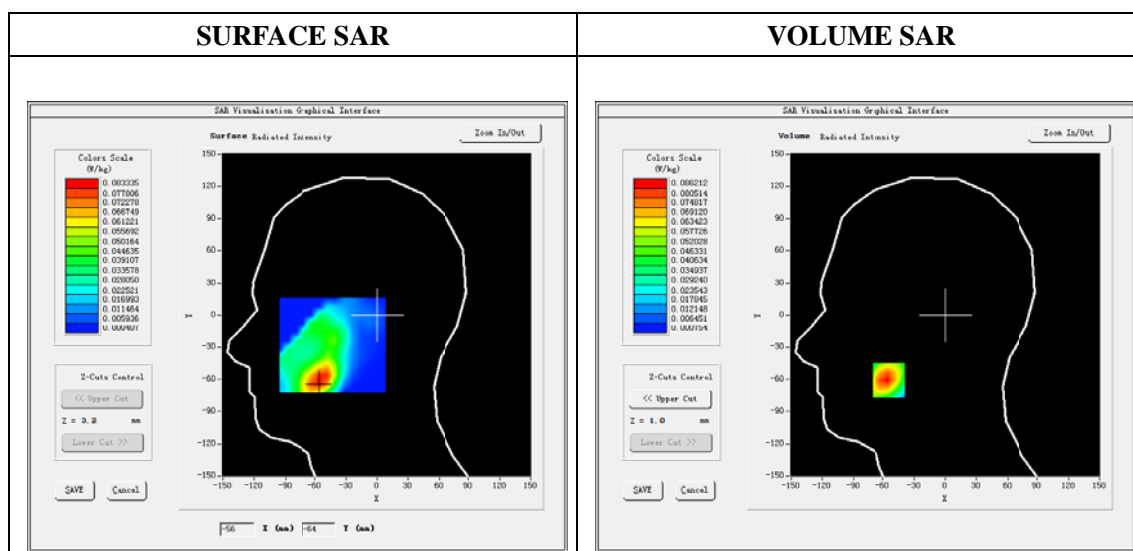 SURFACE SAR
VOLUME SAR
SAR Visualisation Graphical Interface
Surface Radiated Intensity
Zoom In/Out
Colors Scale
(W/kg)
0.083335
0.077806
0.072278
0.066749
0.061221
0.055692
0.050164
0.044635
0.039107
0.033578
0.028050
0.022521
0.016993
0.011464
0.005936
0.000407
150
120
90
60
30
0
-30
-60
-90
-120
-150
Y
-150 -120 -90 -60 -30 0 30 60 90 120 150
X
Z-Cuts Control
<< Upper Cut
Lower Cut >>
SAVE
Cancel
-56 X (mm) -64 Y (mm)
SAR Visualisation Graphical Interface
Volume Radiated Intensity
Zoom In/Out
Colors Scale
(W/kg)
0.086212
0.080514
0.074817
0.069120
0.063423
0.057726
0.052028
0.046331
0.040634
0.034937
0.029240
0.023543
0.017845
0.012148
0.006451
0.000754
150
120
90
60
30
0
-30
-60
-90
-120
-150
Y
-150 -120 -90 -60 -30 0 30 60 90 120 150
X
Z-Cuts Control
<< Upper Cut
Z = 1.0 mm
Lower Cut >>
SAVE
Cancel